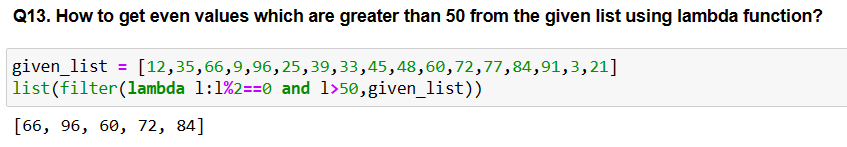 Q13. How to get even values which are greater than 50 from the given list using lambda function?
given_list = [12,35,66,9,96,25,39,33,45,48,60,72,77,84,91,3,21]
list(filter(lambda l:l%2==0 and l>50,given_list))
[66, 96, 60, 72, 84]